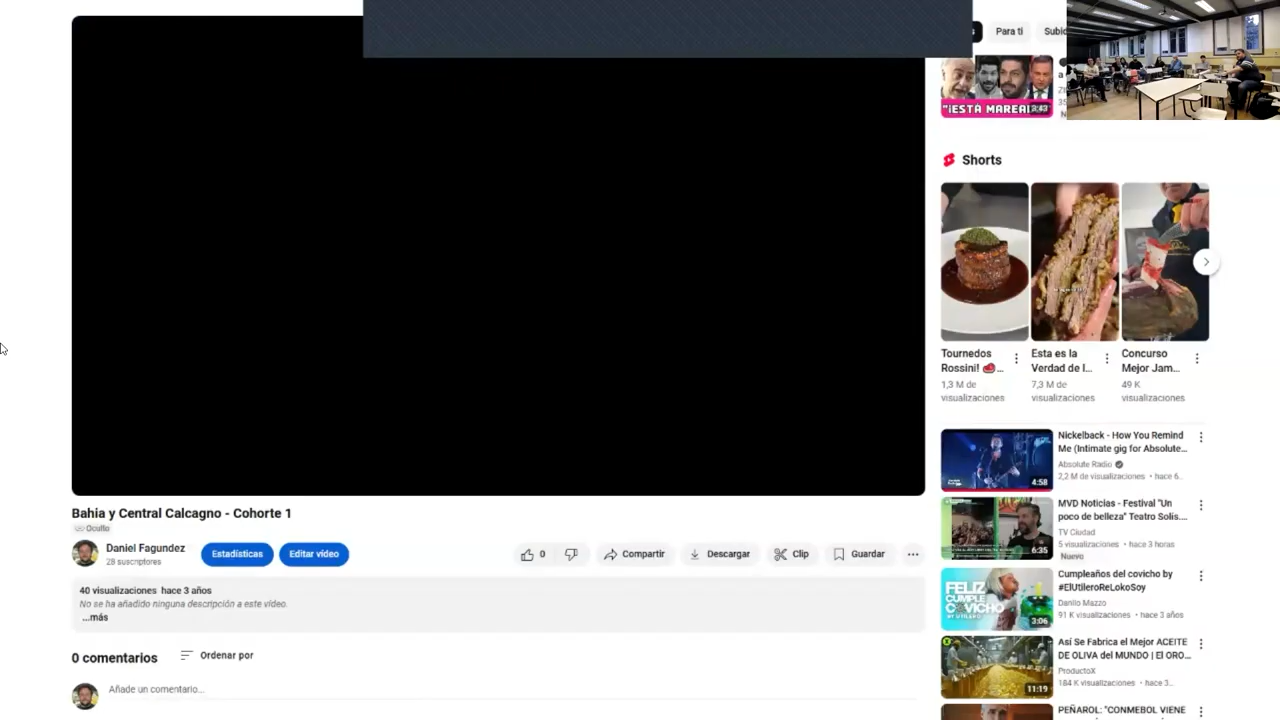 Para ti
Subid
"¡ESTÁ MAREA
3:43
Shorts
Tournedos
Rossini! 🥩...
1,3 M de
visualizaciones
Esta es la
Verdad de l...
7,3 M de
visualizaciones
Concurso
Mejor Jam...
49 K
visualizaciones
Nickelback - How You Remind
Me (Intimate gig for Absolute...
Absolute Radio
2,2 M de visualizaciones • hace 6..
4:58
MVD Noticias - Festival "Un
poco de belleza" Teatro Solís....
TV Ciudad
5 visualizaciones • hace 3 horas
Nuevo
6:35
Cumpleaños del covicho by
#ElUtileroReLokoSoy
Danilo Mazzo
91 K visualizaciones • hace 3 años
FELIZ
CUMPLE
COVICHO
3:06
Así Se Fabrica el Mejor ACEITE
DE OLIVA del MUNDO | El ORO...
ProductoX
184 K visualizaciones • hace 3..
11:19
PEÑAROL: "CONMEBOL VIENE
Bahia y Central Calcagno - Cohorte 1
Oculto
Daniel Fagundez
28 suscriptores
Estadísticas
Editar vídeo
0
Compartir
Descargar
Clip
Guardar
40 visualizaciones hace 3 años
No se ha añadido ninguna descripción a este vídeo.
...más
0 comentarios
Ordenar por
Añade un comentario...